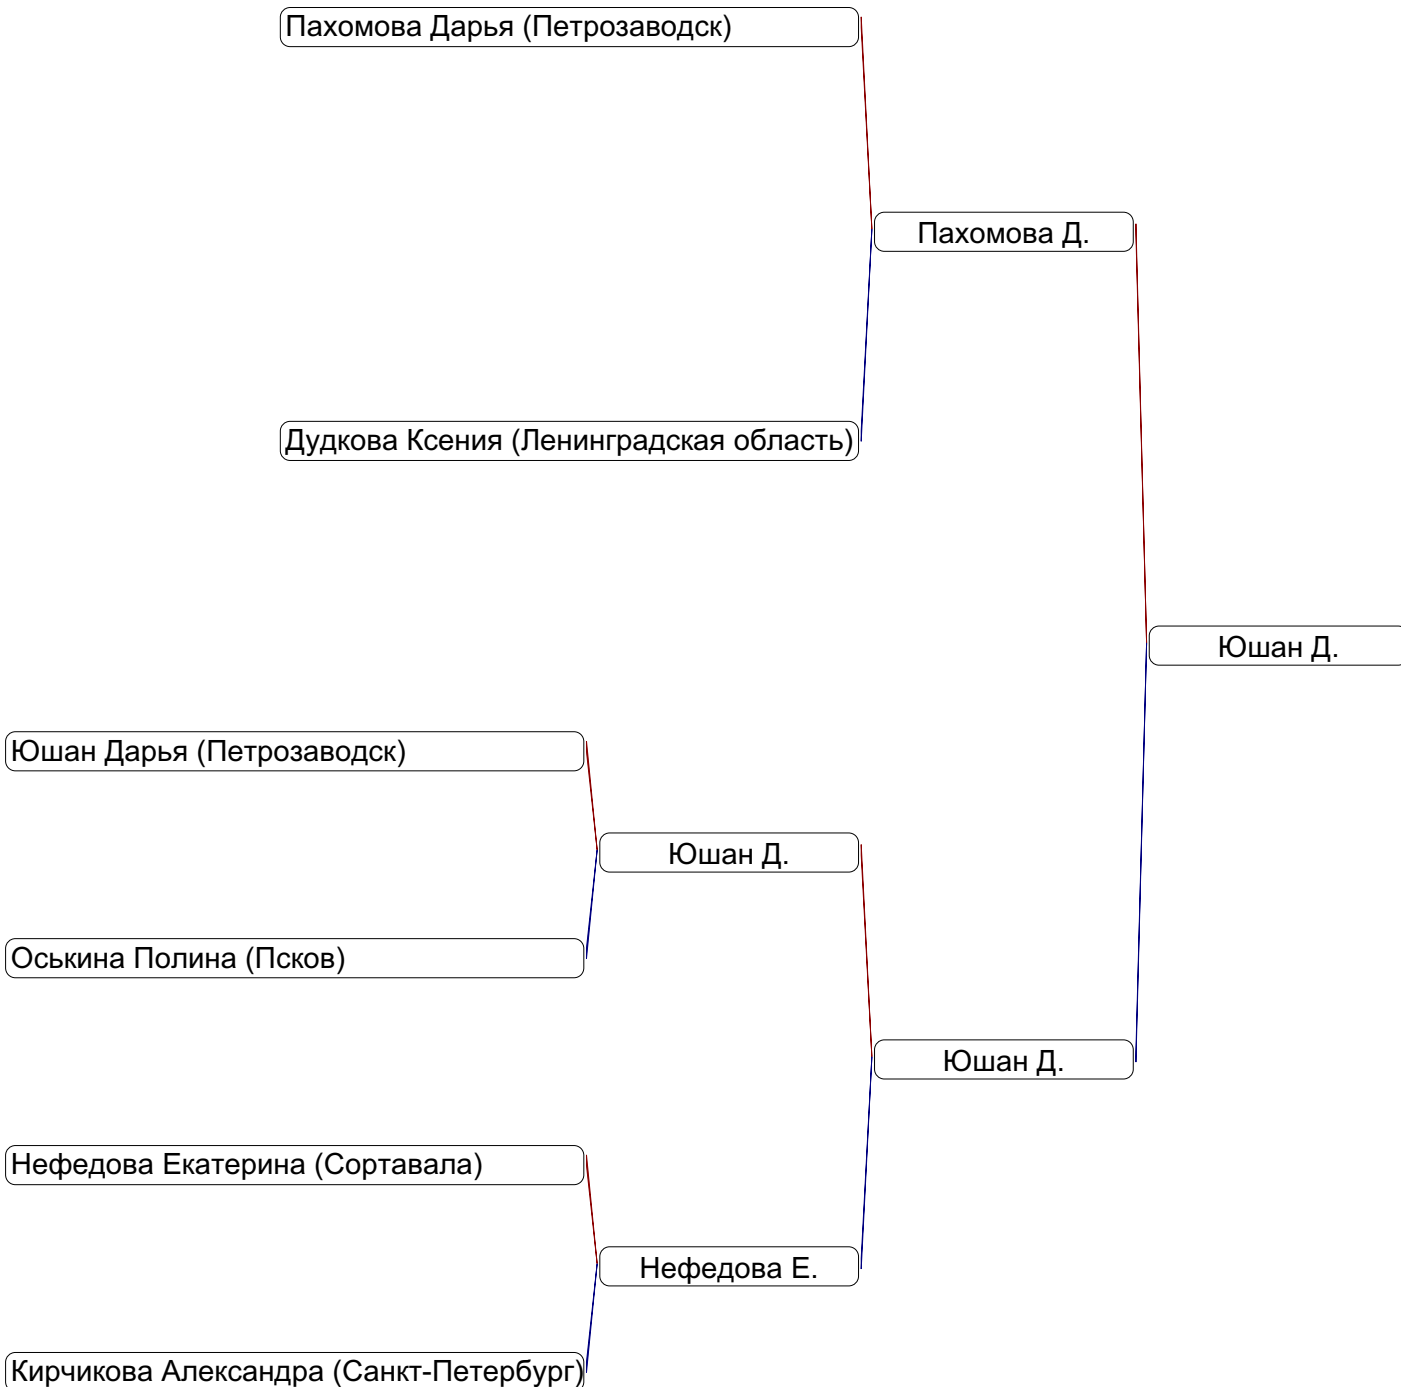 Пахомова Дарья (Петрозаводск)
Пахомова Д.
Дудкова Ксения (Ленинградская область)
Юшан Д.
Юшан Дарья (Петрозаводск)
Юшан Д.
Оськина Полина (Псков)
Юшан Д.
Нефедова Екатерина (Сортавала)
Нефедова Е.
Кирчикова Александра (Санкт-Петербург)